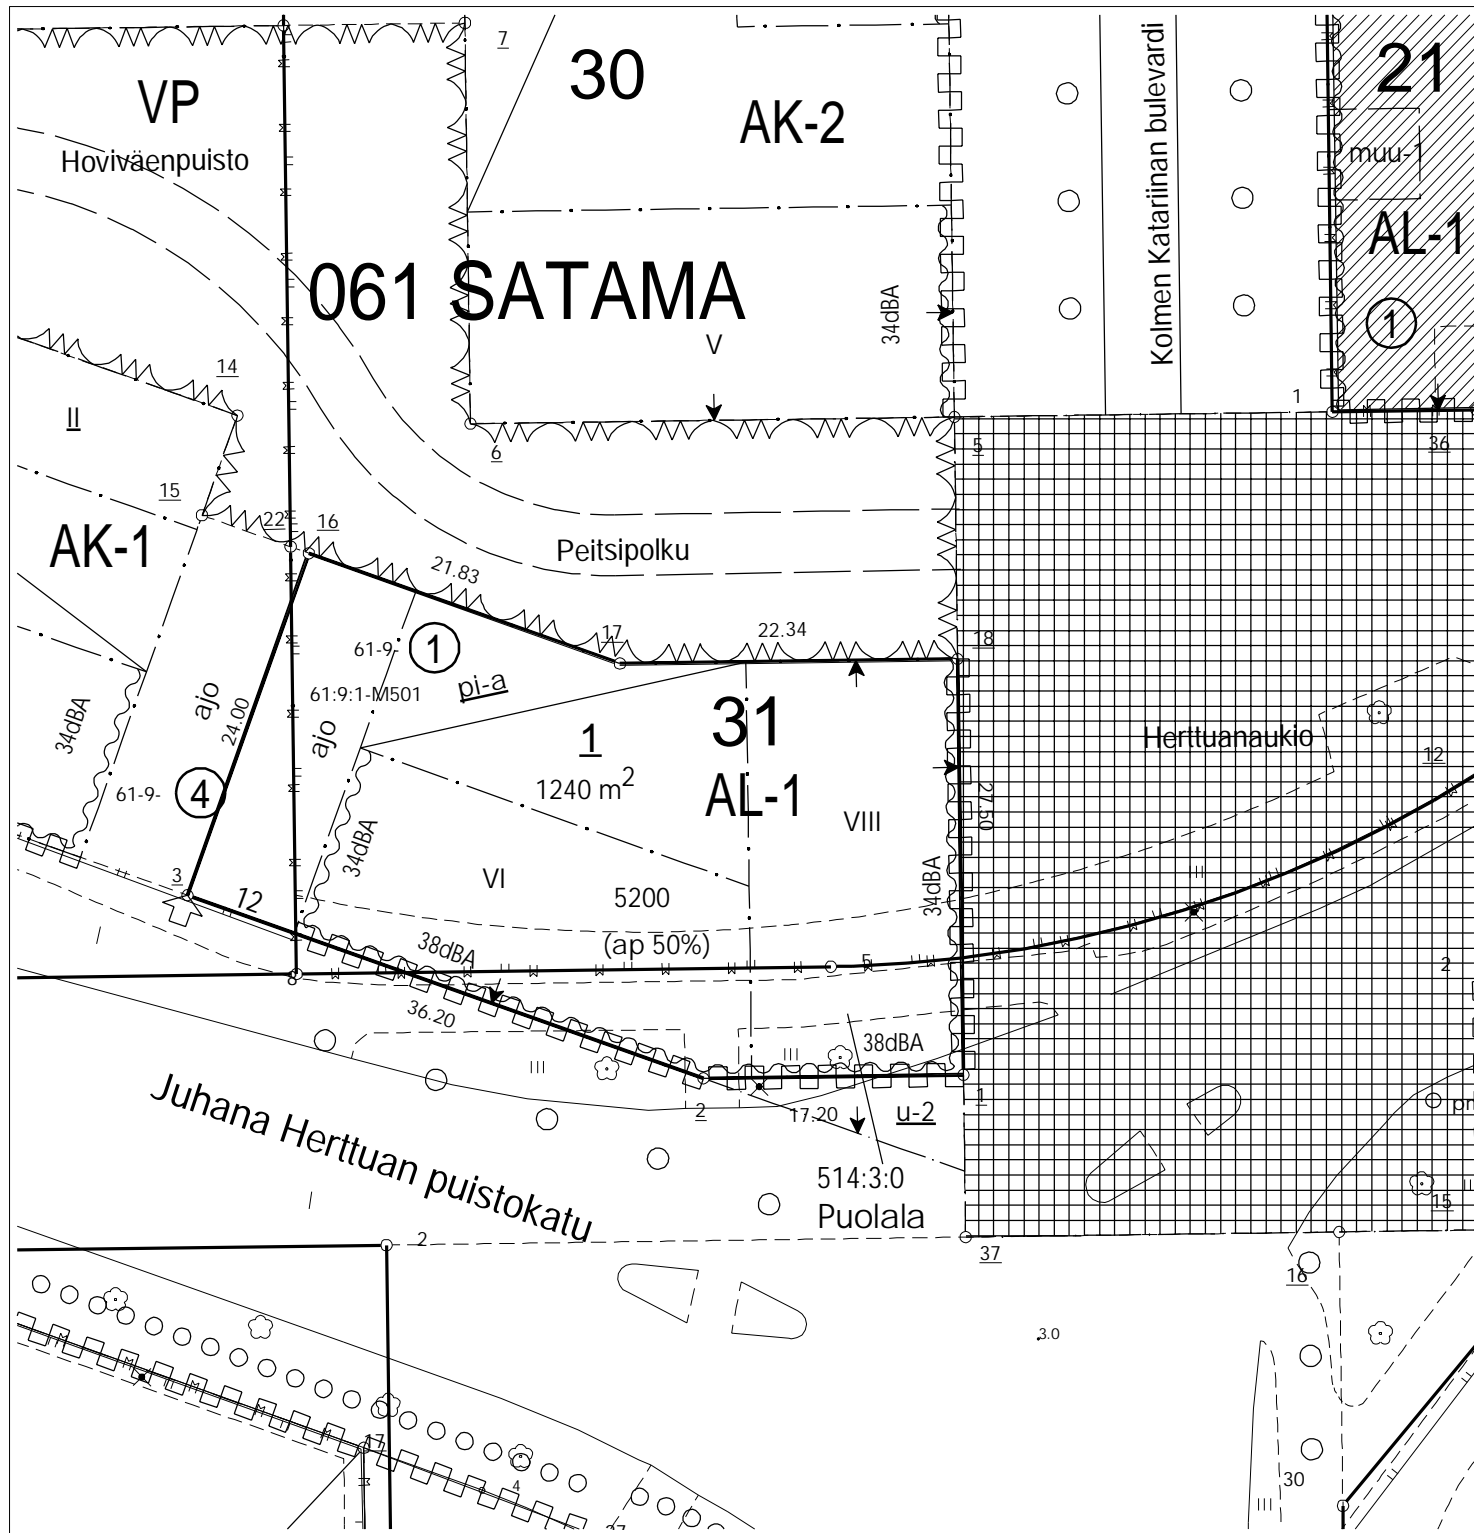 7
30
21
VP
AK-2
Kolmen Katariinan bulevardi
muu-1
Hoviväenpuisto
AL-1
061 SATAMA
34dBA
V
1
14
1
II
6
5
36
15
22
16
AK-1
Peitsipolku
21.83
17
22.34
18
61-9-
1
pi-a
61:9:1-M501
ajo
24.00
34dBA
ajo
1
31
Herttuanaukio
12
1240 m2
AL-1
27.50
61-9-
4
VIII
34dBA
VI
3
12
5200
34dBA
38dBA
(ap 50%)
5
2
8
36.20
38dBA
2
17.20
u-2
1
Juhana Herttuan puistokatu
514:3:0
Puolala
15
2
37
16
3.0
17
4
30